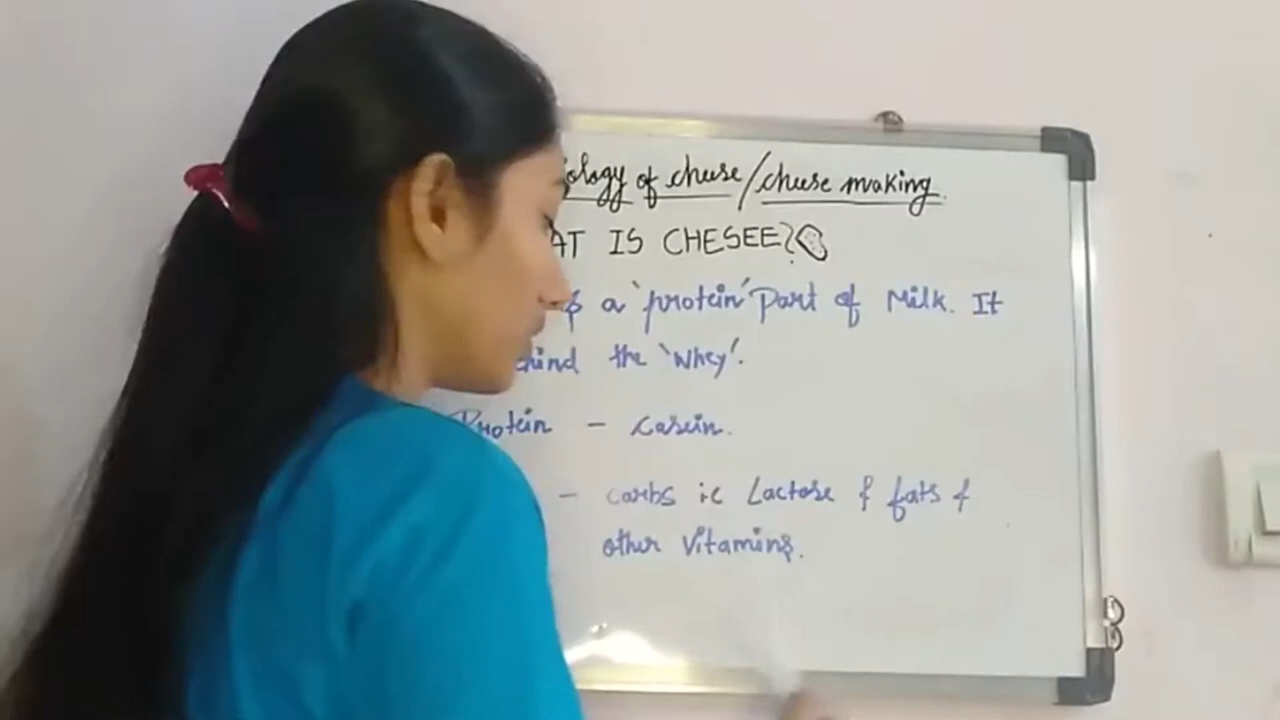 ology of cheese/cheese making.
AT IS CHESEE?
a 'protein' Part of Milk. It
hind the 'Whey'.
Protein - casein.
- carbs ie Lactose & fats &
other Vitamins.